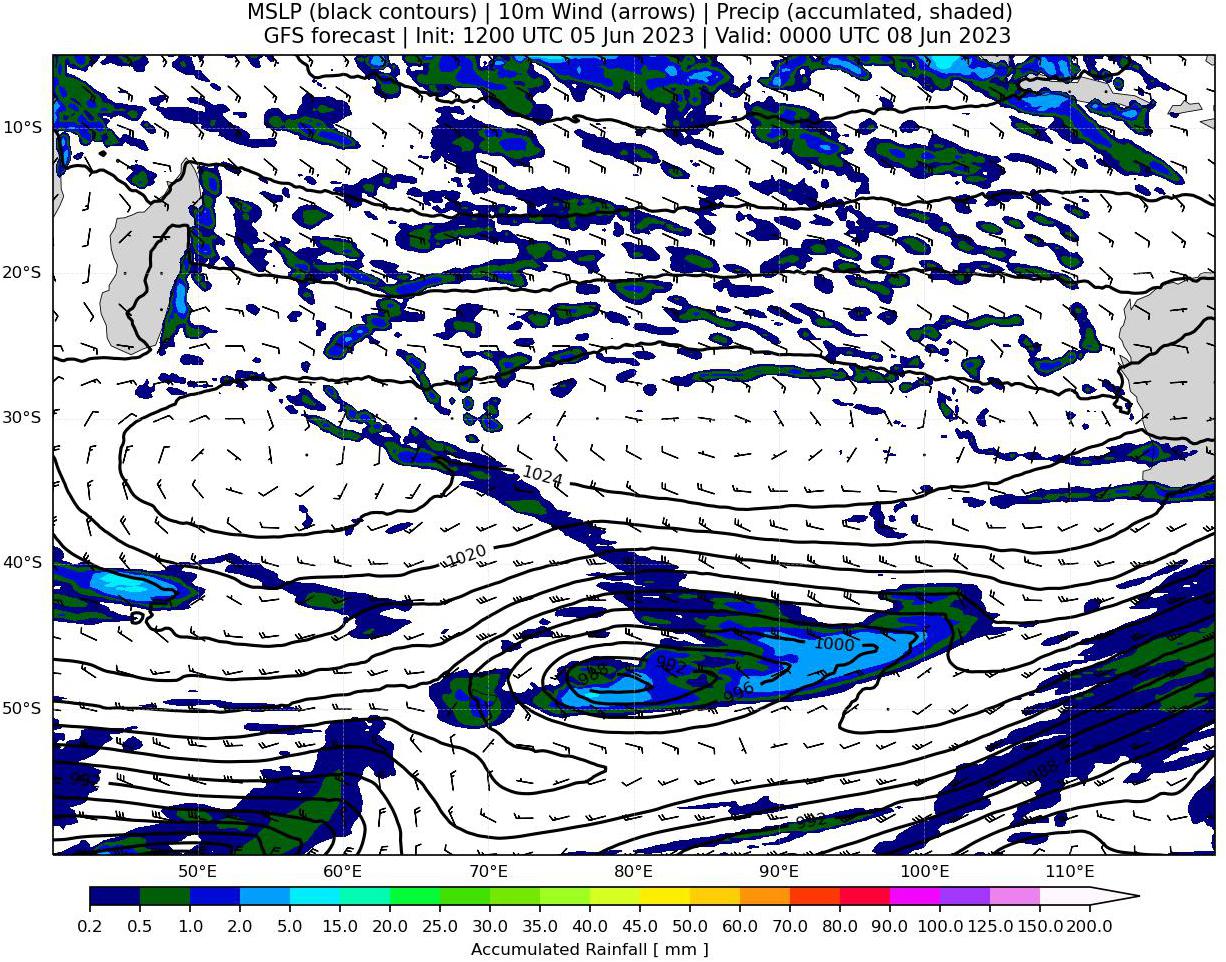 MSLP (black contours) | 10m Wind (arrows) | Precip (accumlated, shaded)
GFS forecast | Init: 1200 UTC 05 Jun 2023 | Valid: 0000 UTC 08 Jun 2023
10°S
20°S
30°S
1024
1020
40°S
1000
992
988
996
50°S
988
992
50°E 60°E 70°E 80°E 90°E 100°E 110°E
0.2 0.5 1.0 2.0 5.0 10.0 15.0 20.0 25.0 30.0 35.0 40.0 45.0 50.0 60.0 70.0 80.0 90.0 100.0 125.0 150.0 200.0
Accumulated Rainfall [ mm ]